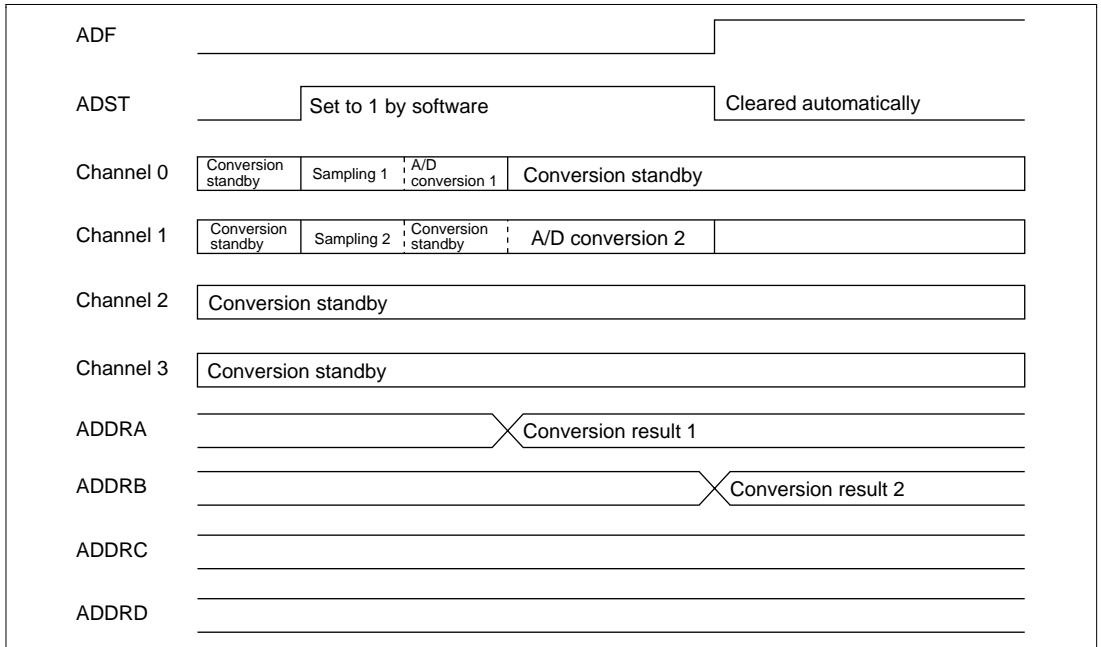 ADF
ADST
Set to 1 by software
Cleared automatically
Channel 0
Conversion
standby
Sampling 1
A/D
conversion 1
Conversion standby
Channel 1
Conversion
standby
Sampling 2
Conversion
standby
A/D conversion 2
Channel 2
Conversion standby
Channel 3
Conversion standby
ADDRA
Conversion result 1
ADDRB
Conversion result 2
ADDRC
ADDRD